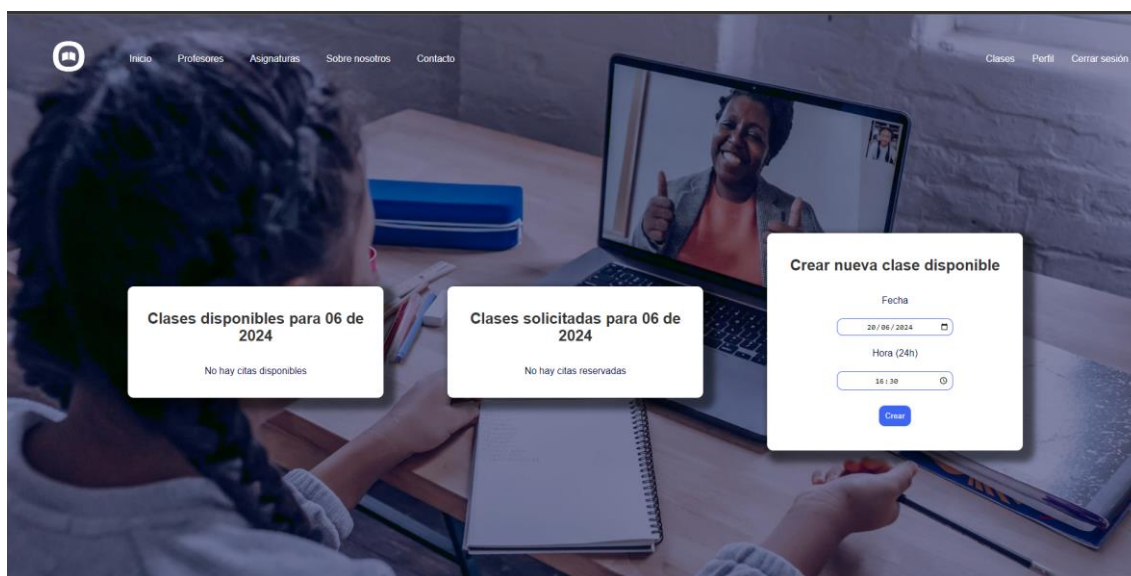 Inicio Profesores Asignaturas Sobre nosotros Contacto Clases Perfil Cerrar sesión
Clases disponibles para 06 de
2024
No hay citas disponibles
Clases solicitadas para 06 de
2024
No hay citas reservadas
Crear nueva clase disponible
Fecha
20/06/2024
Hora (24h)
16:30
Crear